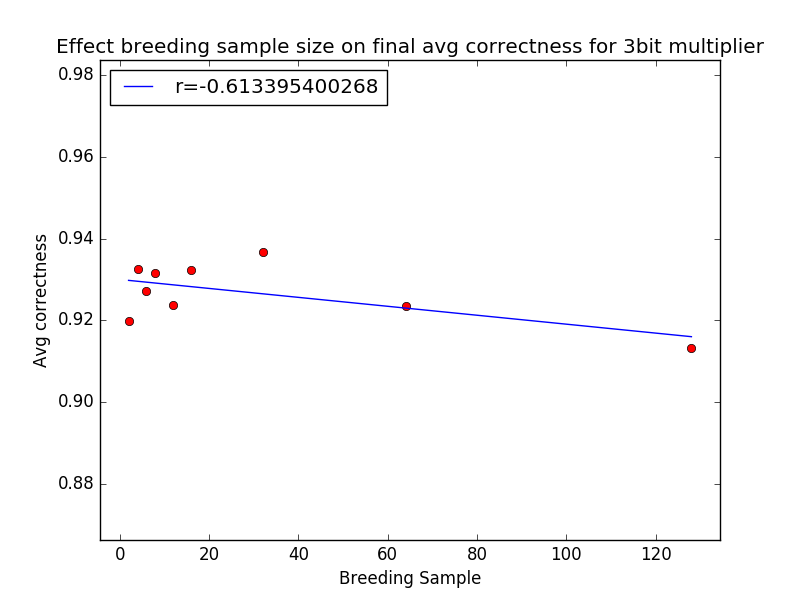 Effect breeding sample size on final avg correctness for 3bit multiplier
r=-0.613395400268
0.98
0.96
0.94
0.92
0.90
0.88
Avg correctness
0 20 40 60 80 100 120
Breeding Sample